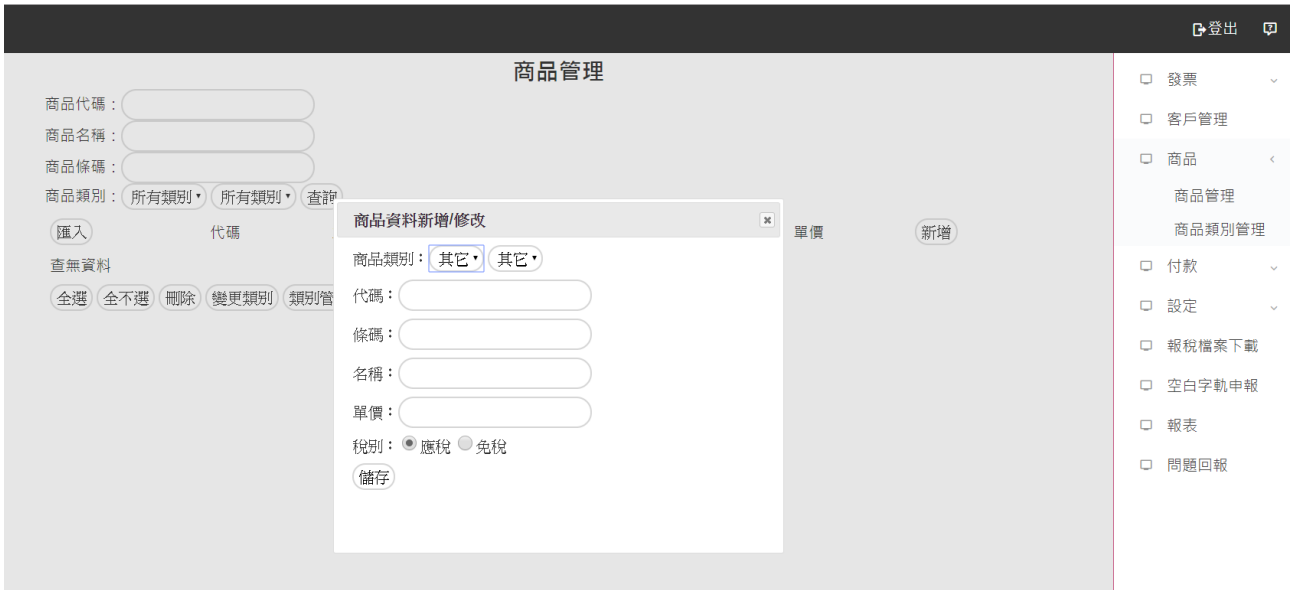 登出
商品管理
商品代碼：
商品名稱：
商品條碼：
商品類別： 所有類別 所有類別 查詢
匯入 代碼 單價 新增
查無資料
全選 全不選 刪除 變更類別 類別管
商品資料新增/修改
商品類別： 其它 其它
代碼：
條碼：
名稱：
單價：
稅別： 應稅 免稅
儲存
發票
客戶管理
商品
商品管理
商品類別管理
付款
設定
報稅檔案下載
空白字軌申報
報表
問題回報